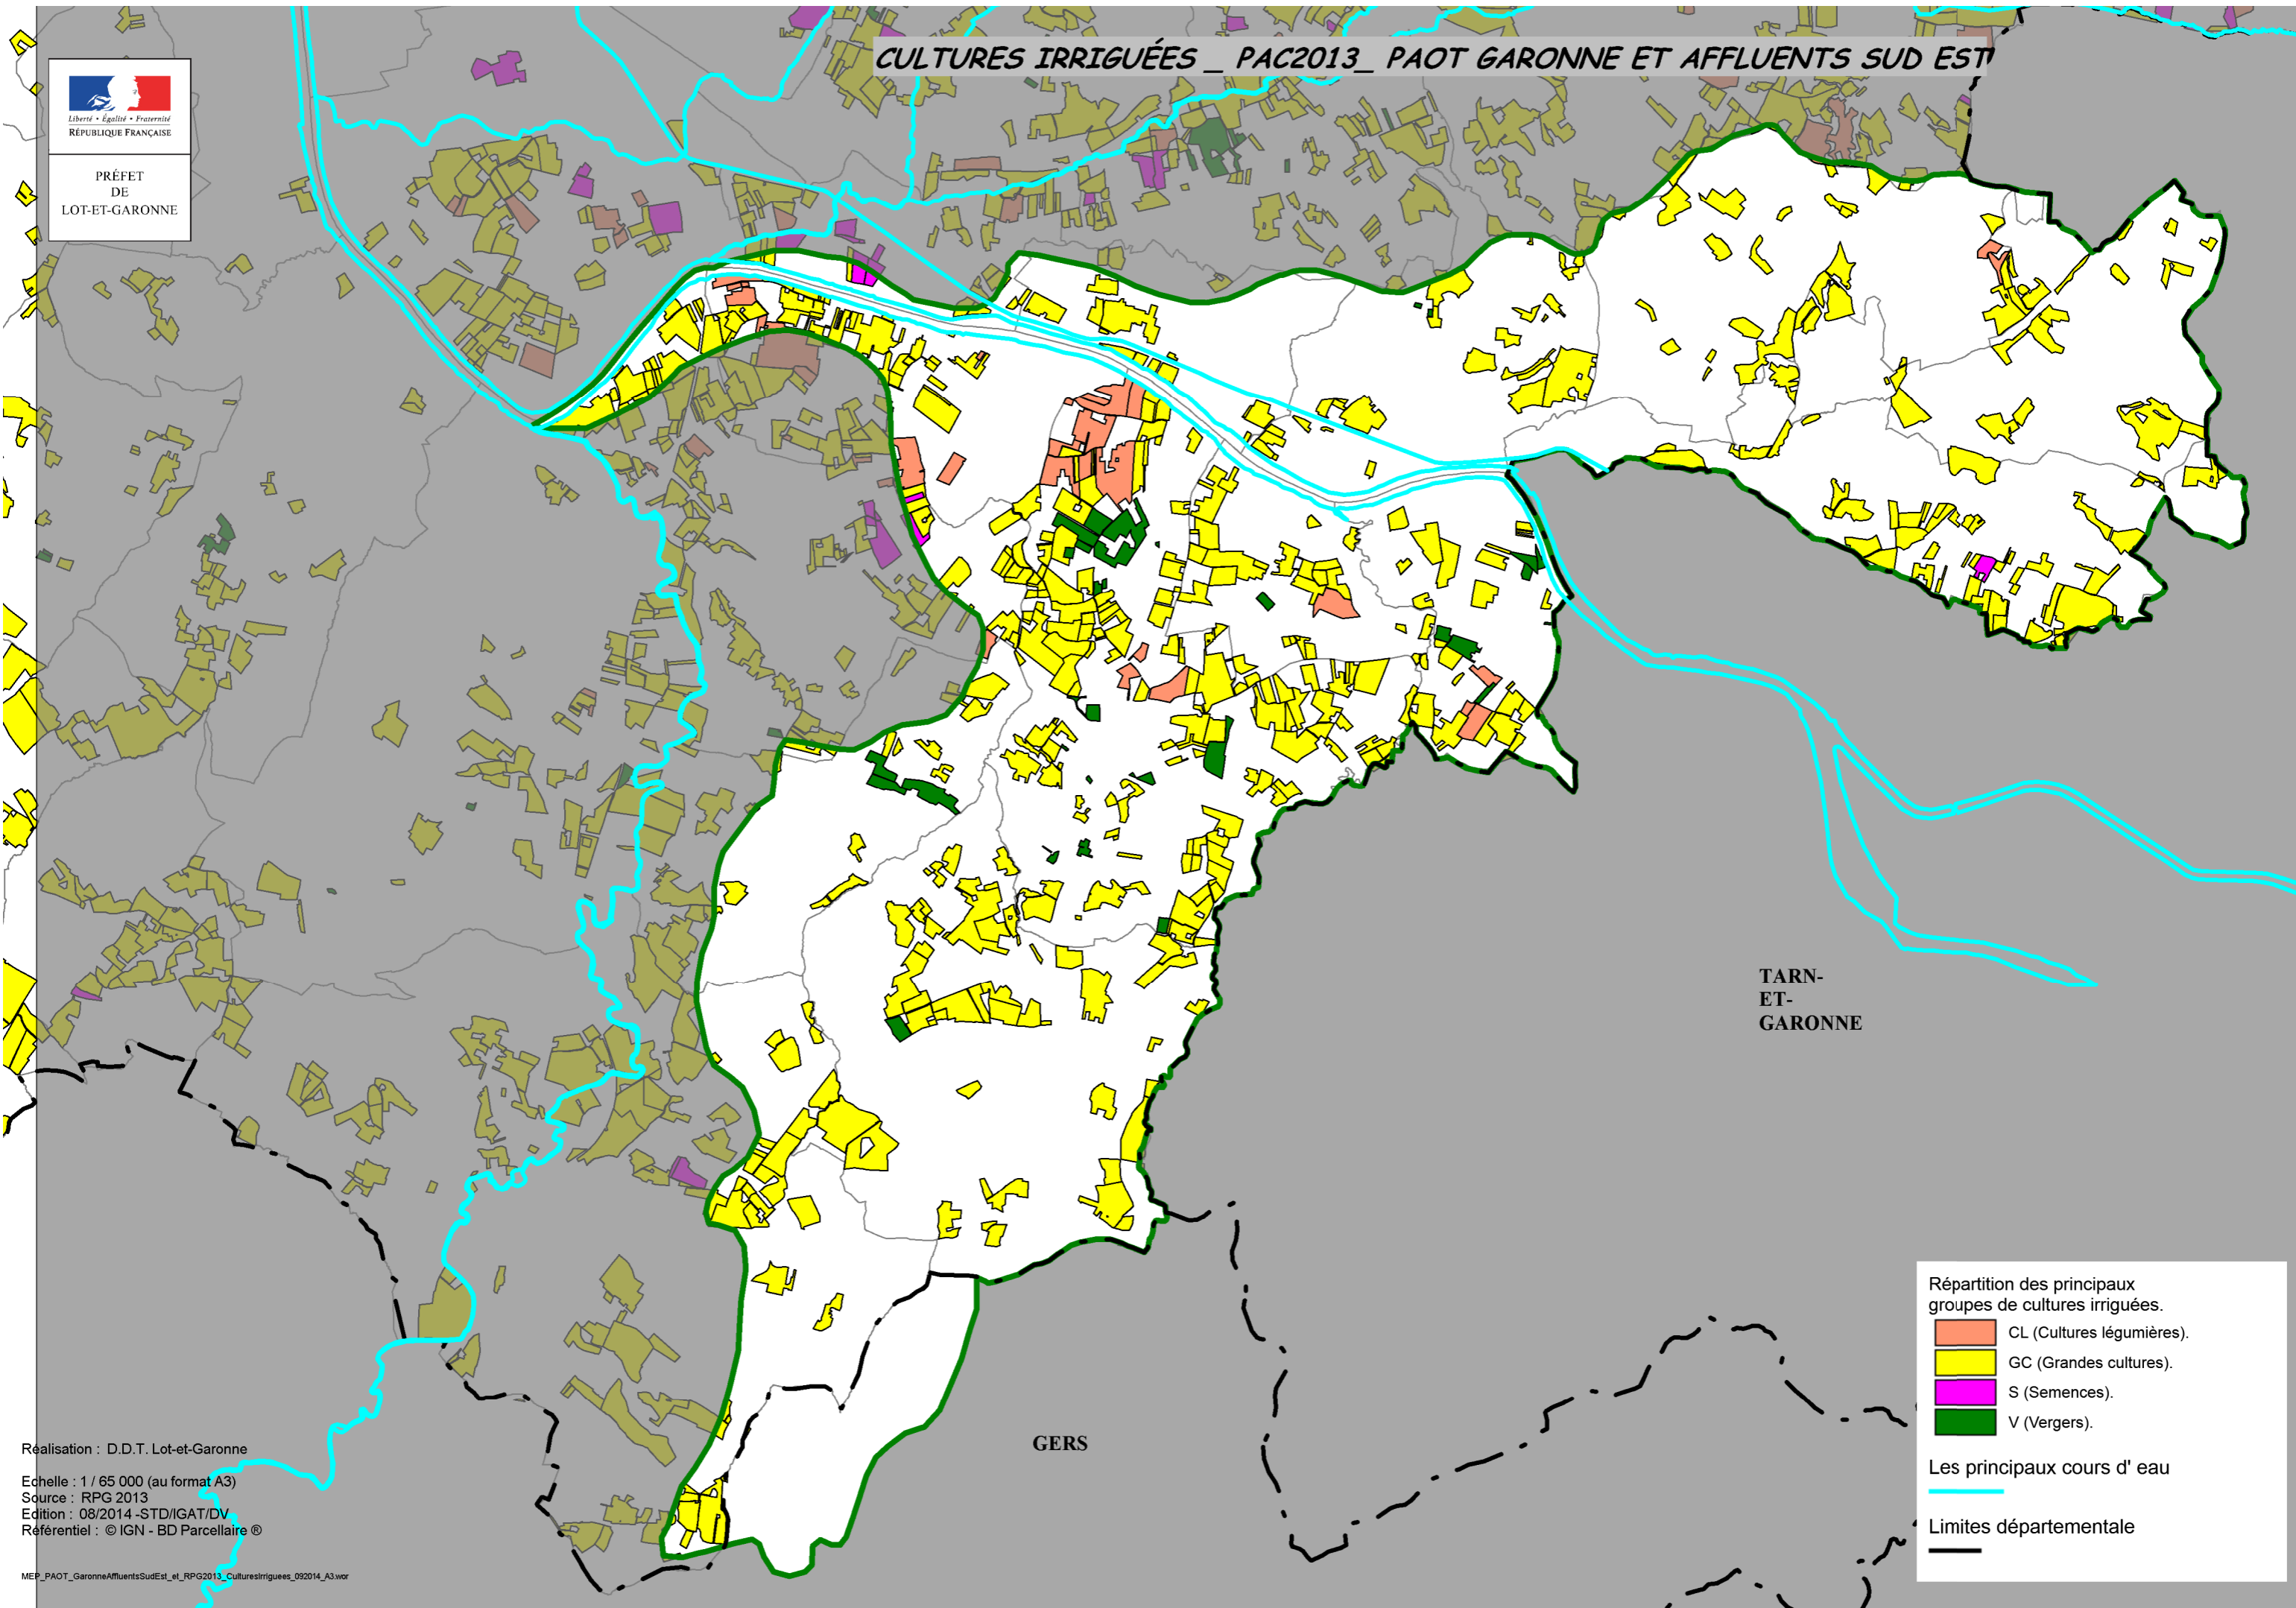 CULTURES IRRIGUÉES _ PAC2013_ PAOT GARONNE ET AFFLUENTS SUD EST
Liberté • Égalité • Fraternité
RÉPUBLIQUE FRANÇAISE
PRÉFET
DE
LOT-ET-GARONNE
TARN-
ET-
GARONNE
GERS
Répartition des principaux
groupes de cultures irriguées.
CL (Cultures légumières).
GC (Grandes cultures).
S (Semences).
V (Vergers).
Les principaux cours d' eau
Limites départementale
Réalisation : D.D.T. Lot-et-Garonne
Echelle : 1 / 65 000 (au format A3)
Source : RPG 2013
Edition : 08/2014 -STD/IGAT/DV
Référentiel : © IGN - BD Parcellaire ®
MEP_PAOT_GaronneAffluentsSudEst_et_RPG2013_CulturesIrriguees_092014_A3.wor